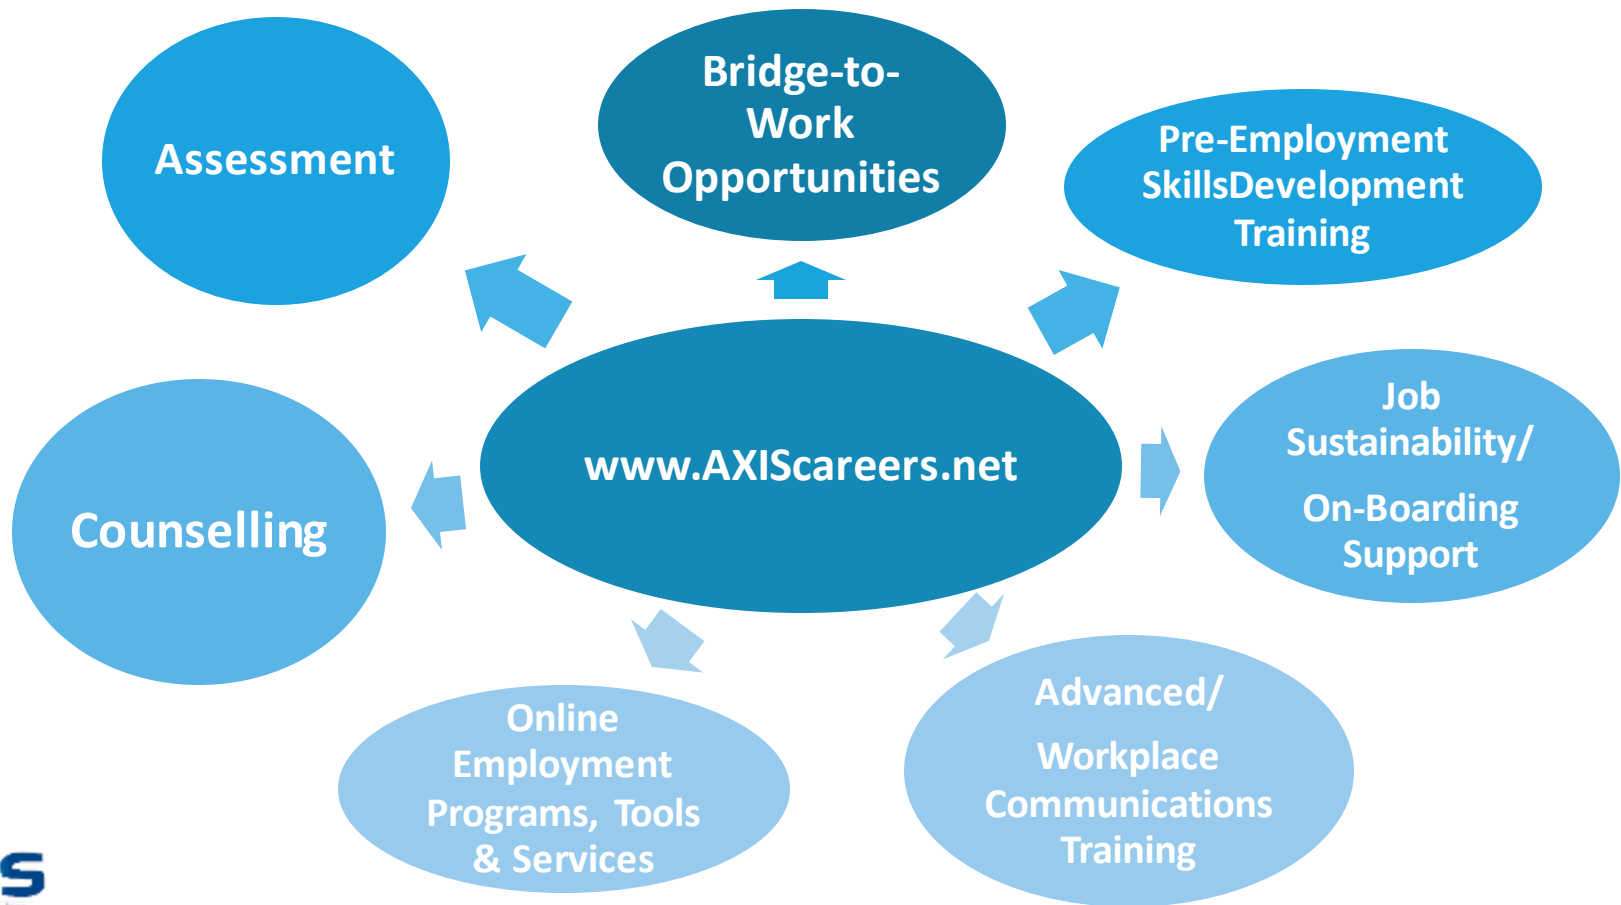 Assessment
Bridge-to-
Work
Opportunities
Pre-Employment
SkillsDevelopment
Training
www.AXIScareers.net
Job
Sustainability/
On-Boarding
Support
Counselling
Online
Employment
Programs, Tools
& Services
Advanced/
Workplace
Communications
Training
S